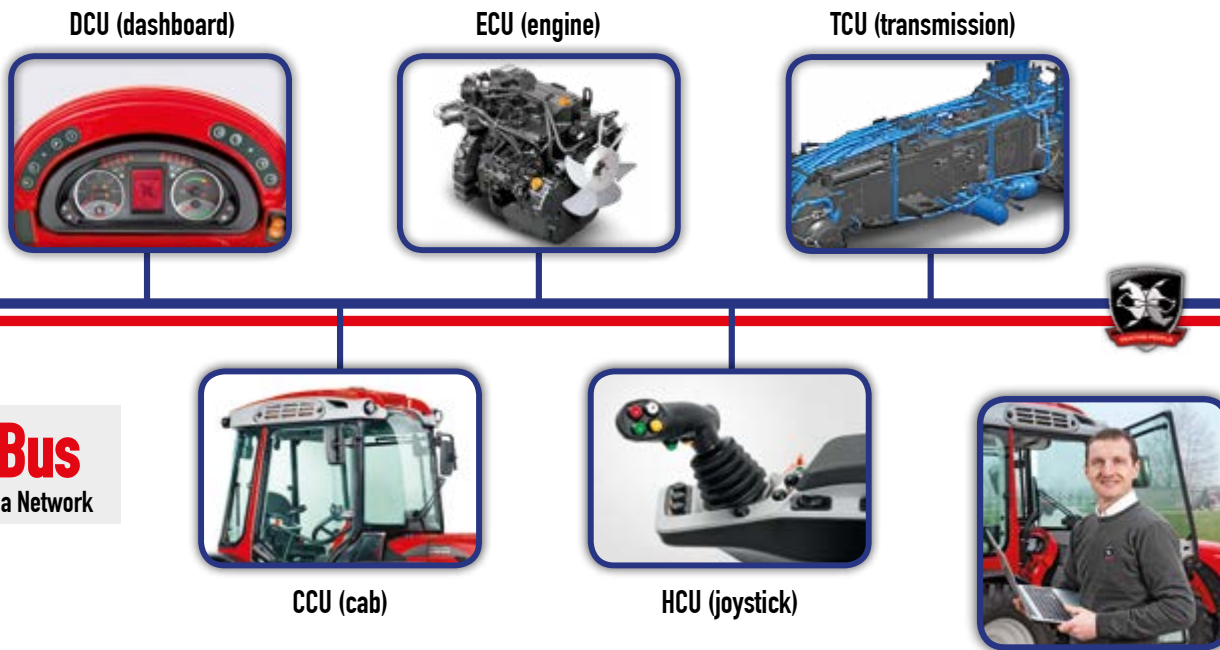 DCU (dashboard)
ECU (engine)
TCU (transmission)
Bus
a Network
CCU (cab)
HCU (joystick)